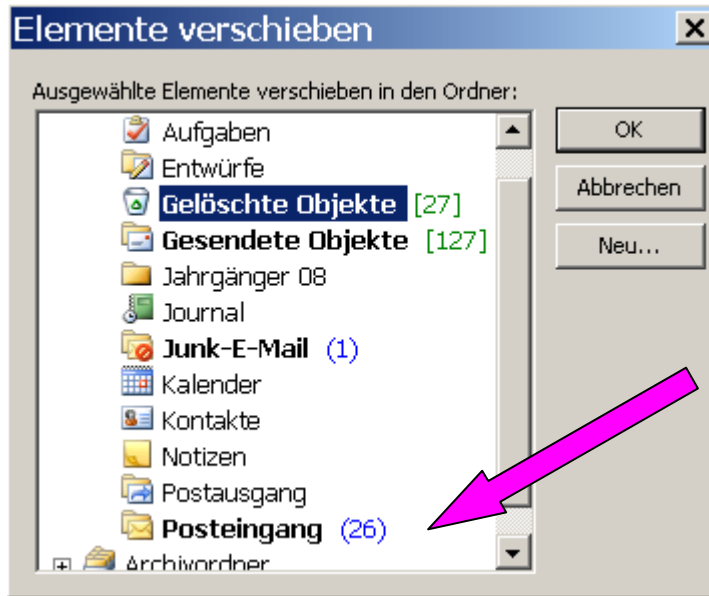 Elemente verschieben
Ausgewählte Elemente verschieben in den Ordner:
Aufgaben
Entwürfe
Gelöschte Objekte [27]
Gesendete Objekte [127]
Jahrgänger 08
Journal
Junk-E-Mail (1)
Kalender
Kontakte
Notizen
Postausgang
Posteingang (26)
Archivordner
OK
Abbrechen
Neu...